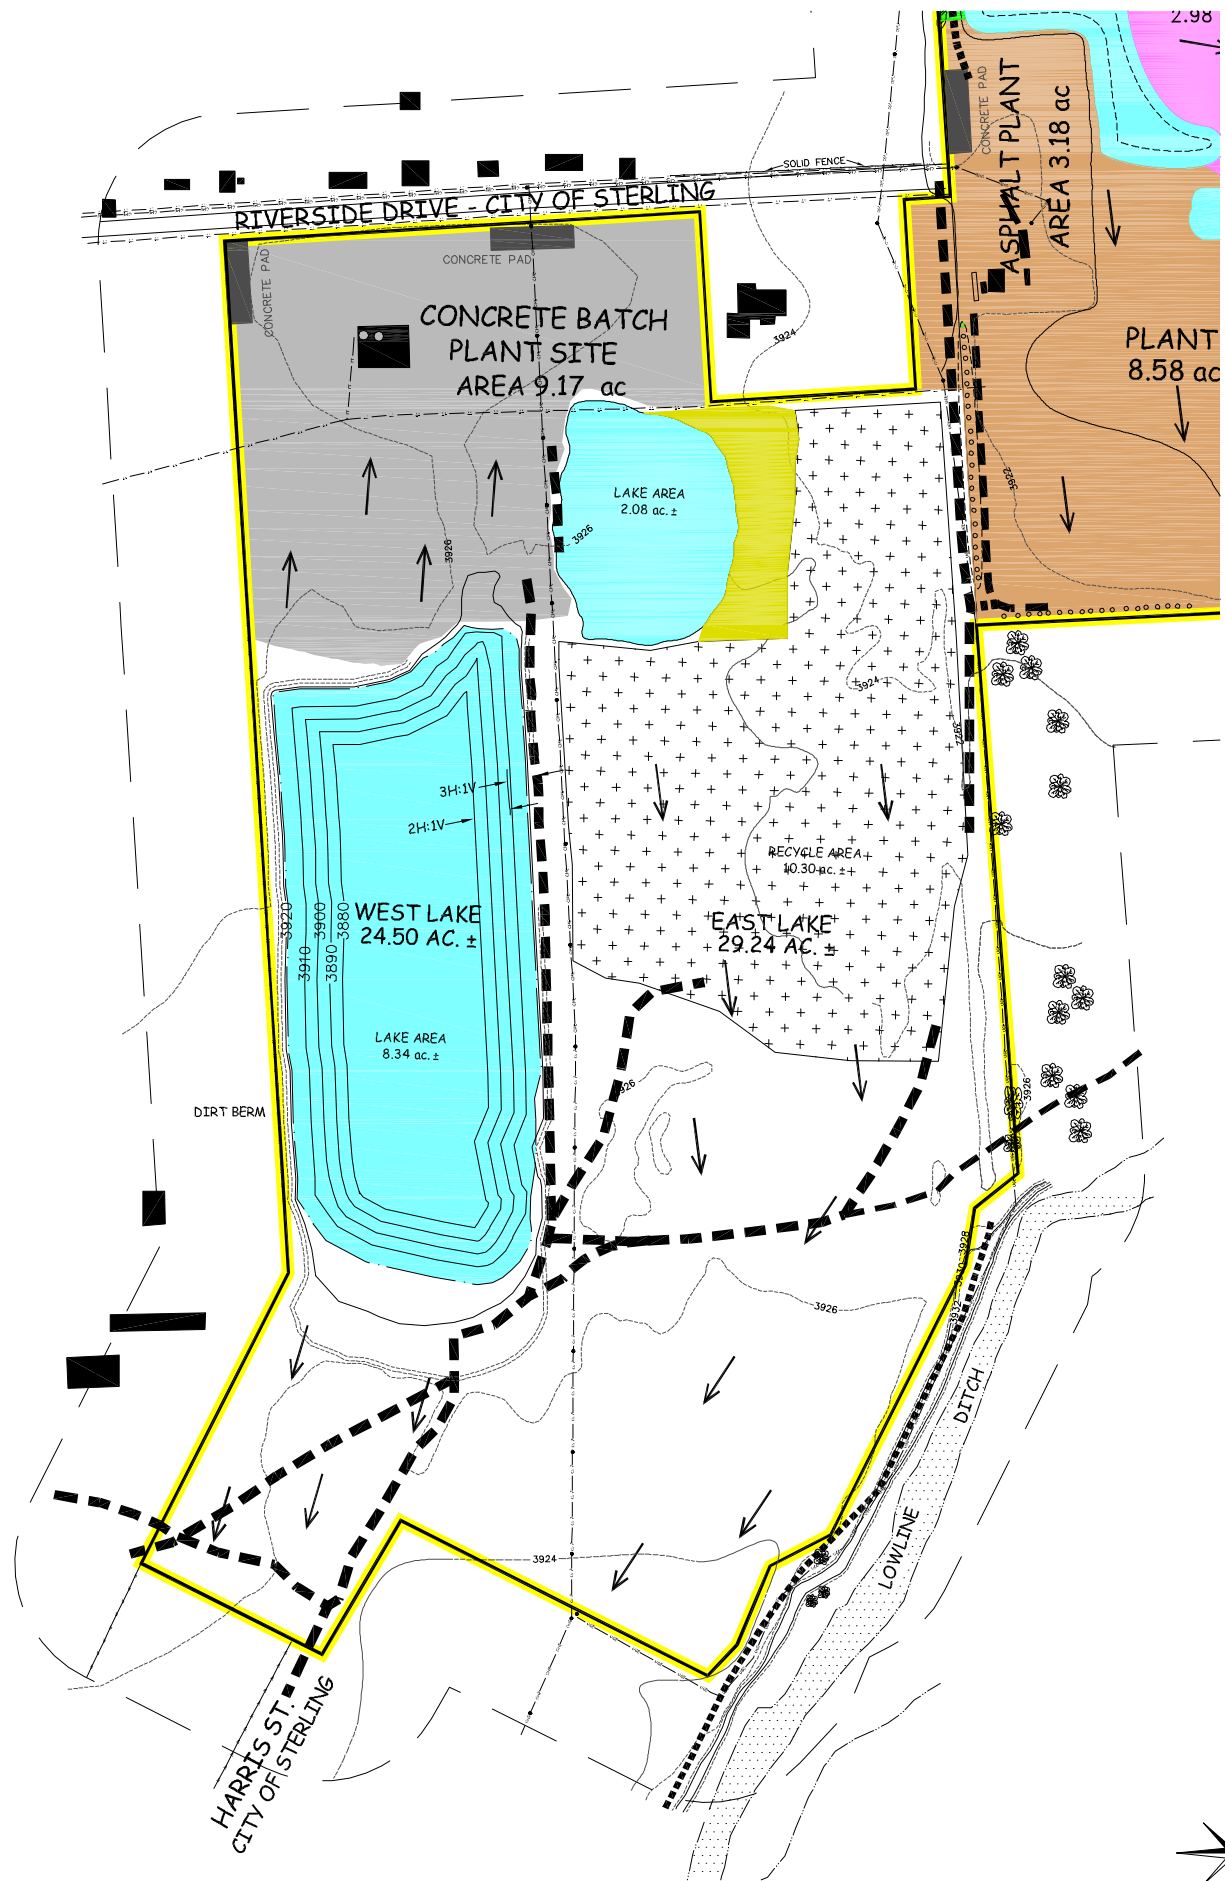 2.98
CONCRETE PAD
ASPHALT PLANT
AREA 3.18 ac
SOLID FENCE
RIVERSIDE DRIVE - CITY OF STERLING
CONCRETE PAD
CONCRETE PAD
CONCRETE BATCH
PLANT SITE
AREA 9.17 ac
3924
PLANT
8.58 ac
LAKE AREA
2.08 ac. ±
3926
3926
3922
3924
3922
3H:1V
2H:1V
RECYCLE AREA
10.30 ac. ±
WEST LAKE
24.50 AC. ±
EAST LAKE
29.24 AC. ±
3920
3910
3900
3890
3880
LAKE AREA
8.34 ac. ±
DIRT BERM
3926
3926
3928
3930
3932
3926
DITCH
LOWLINE
3924
HARRIS ST.
CITY OF STERLING